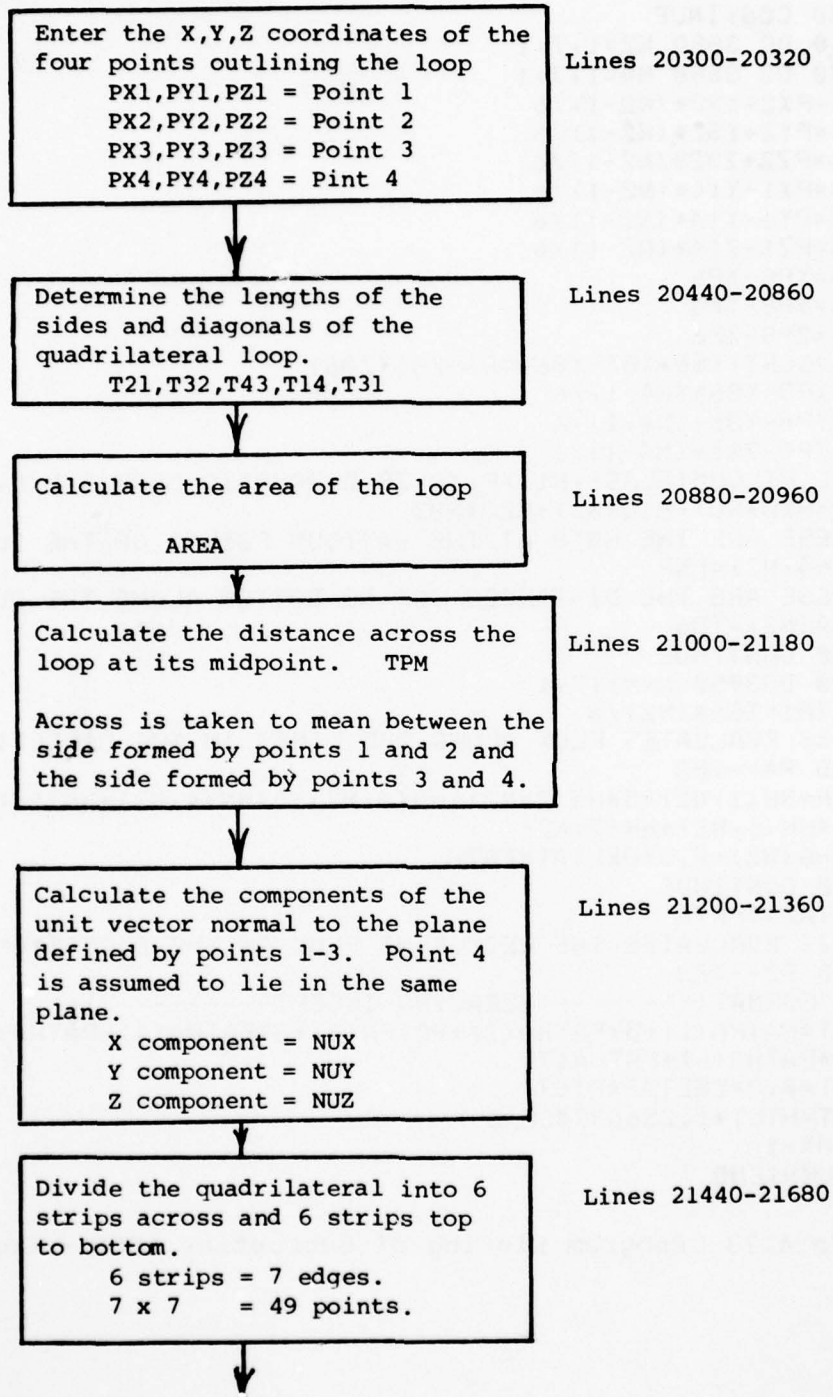 Enter the X,Y,Z coordinates of the
four points outlining the loop
PX1,PY1,PZ1 = Point 1
PX2,PY2,PZ2 = Point 2
PX3,PY3,PZ3 = Point 3
PX4,PY4,PZ4 = Pint 4
Lines 20300-20320
Determine the lengths of the
sides and diagonals of the
quadrilateral loop.
T21,T32,T43,T14,T31
Lines 20440-20860
Calculate the area of the loop
AREA
Lines 20880-20960
Calculate the distance across the
loop at its midpoint. TPM
Across is taken to mean between the
side formed by points 1 and 2 and
the side formed by points 3 and 4.
Lines 21000-21180
Calculate the components of the
unit vector normal to the plane
defined by points 1-3. Point 4
is assumed to lie in the same
plane.
X component = NUX
Y component = NUY
Z component = NUZ
Lines 21200-21360
Divide the quadrilateral into 6
strips across and 6 strips top
to bottom.
6 strips = 7 edges.
7 x 7 = 49 points.
Lines 21440-21680